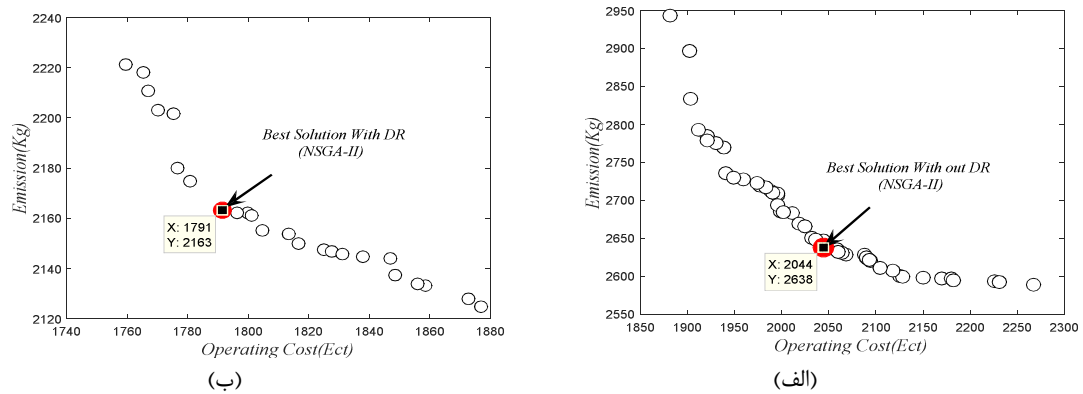 2240
2220
2200
2180
2160
2140
2120
Emission(Kg)
Best Solution With DR
(NSGA-II)
X: 1791
Y: 2163
1740 1760 1780 1800 1820 1840 1860 1880
Operating Cost(Ect)
(ب)
2950
2900
2850
2800
2750
2700
2650
2600
2550
Emission(Kg)
Best Solution With out DR
(NSGA-II)
X: 2044
Y: 2638
1850 1900 1950 2000 2050 2100 2150 2200 2250 2300
Operating Cost(Ect)
(الف)